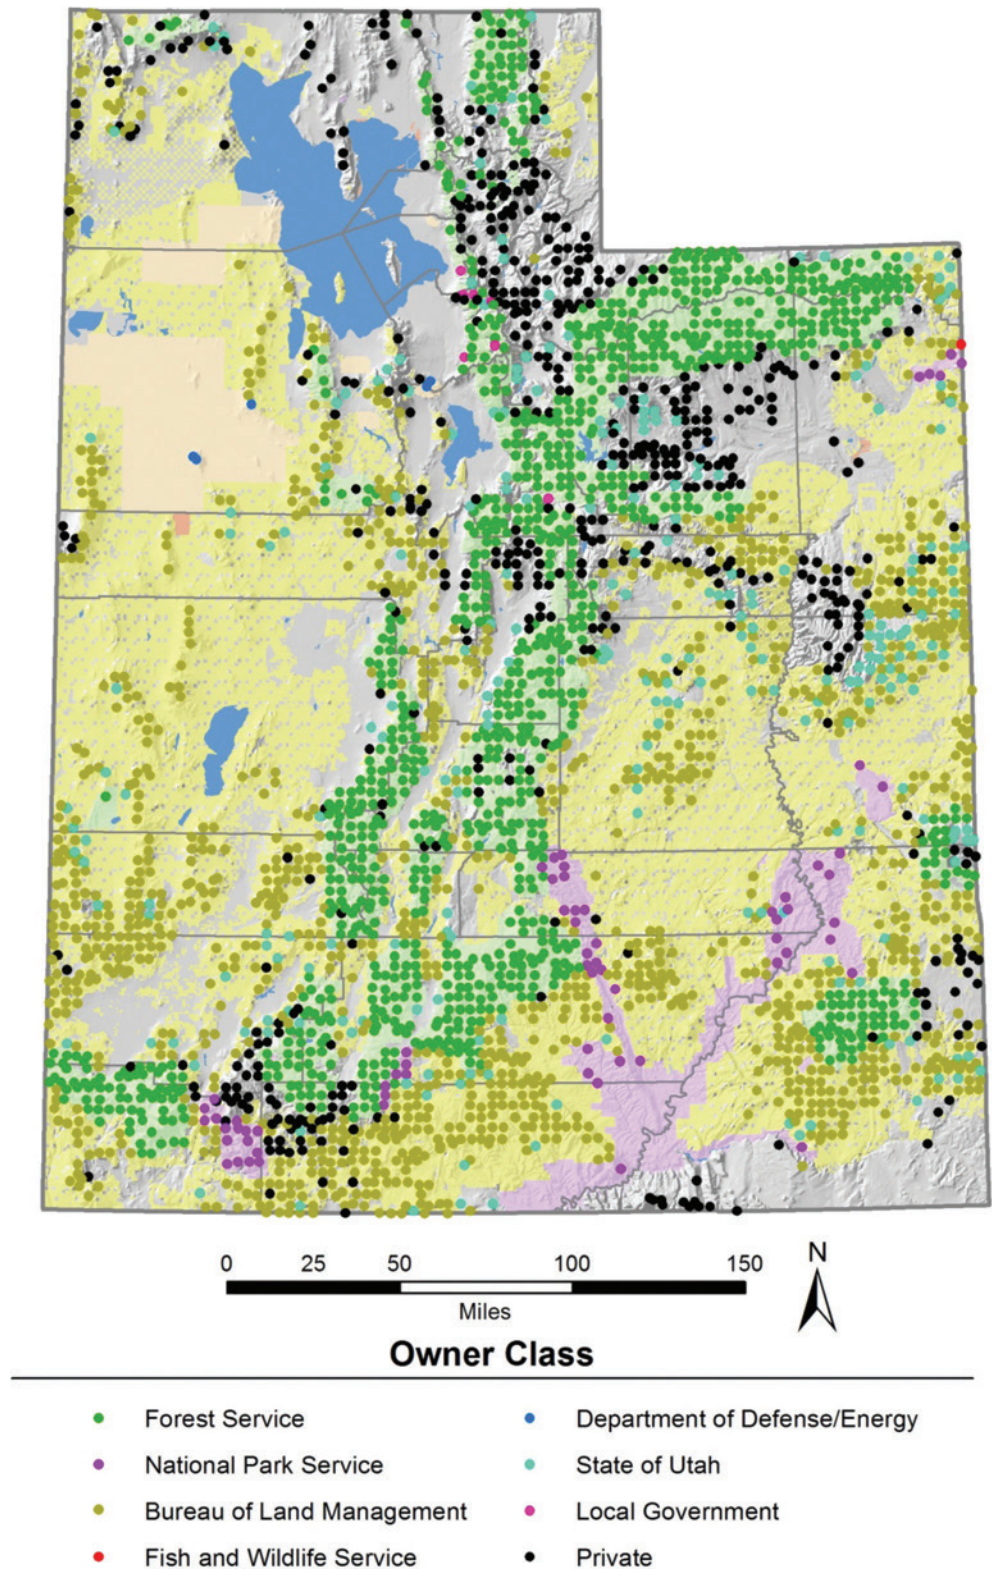 0 25 50 100 150
Miles
N
Owner Class
Forest Service
National Park Service
Bureau of Land Management
Fish and Wildlife Service
Department of Defense/Energy
State of Utah
Local Government
Private